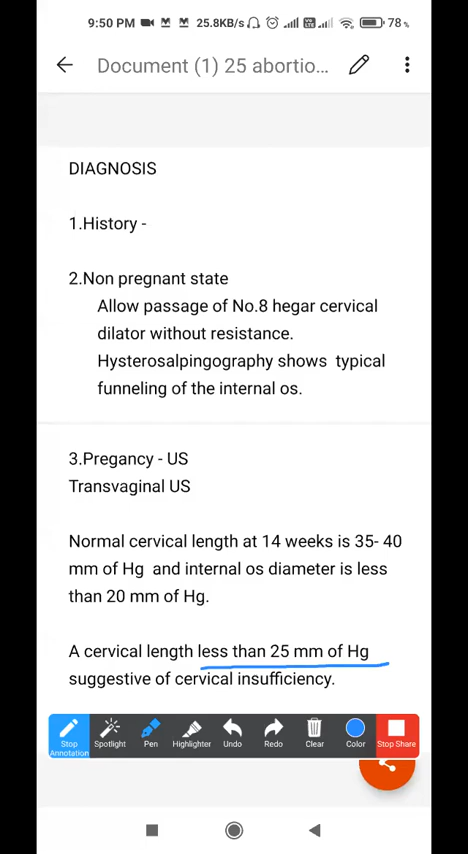 9:50 PM 25.8KB/s 78%
Document (1) 25 abortio...
DIAGNOSIS
1.History -
2.Non pregnant state
Allow passage of No.8 hegar cervical
dilator without resistance.
Hysterosalpingography shows typical
funneling of the internal os.
3.Pregancy - US
Transvaginal US
Normal cervical length at 14 weeks is 35- 40
mm of Hg and internal os diameter is less
than 20 mm of Hg.
A cervical length less than 25 mm of Hg
suggestive of cervical insufficiency.
Stop Annotation Spotlight Pen Highlighter Undo Redo Clear Color Stop Share